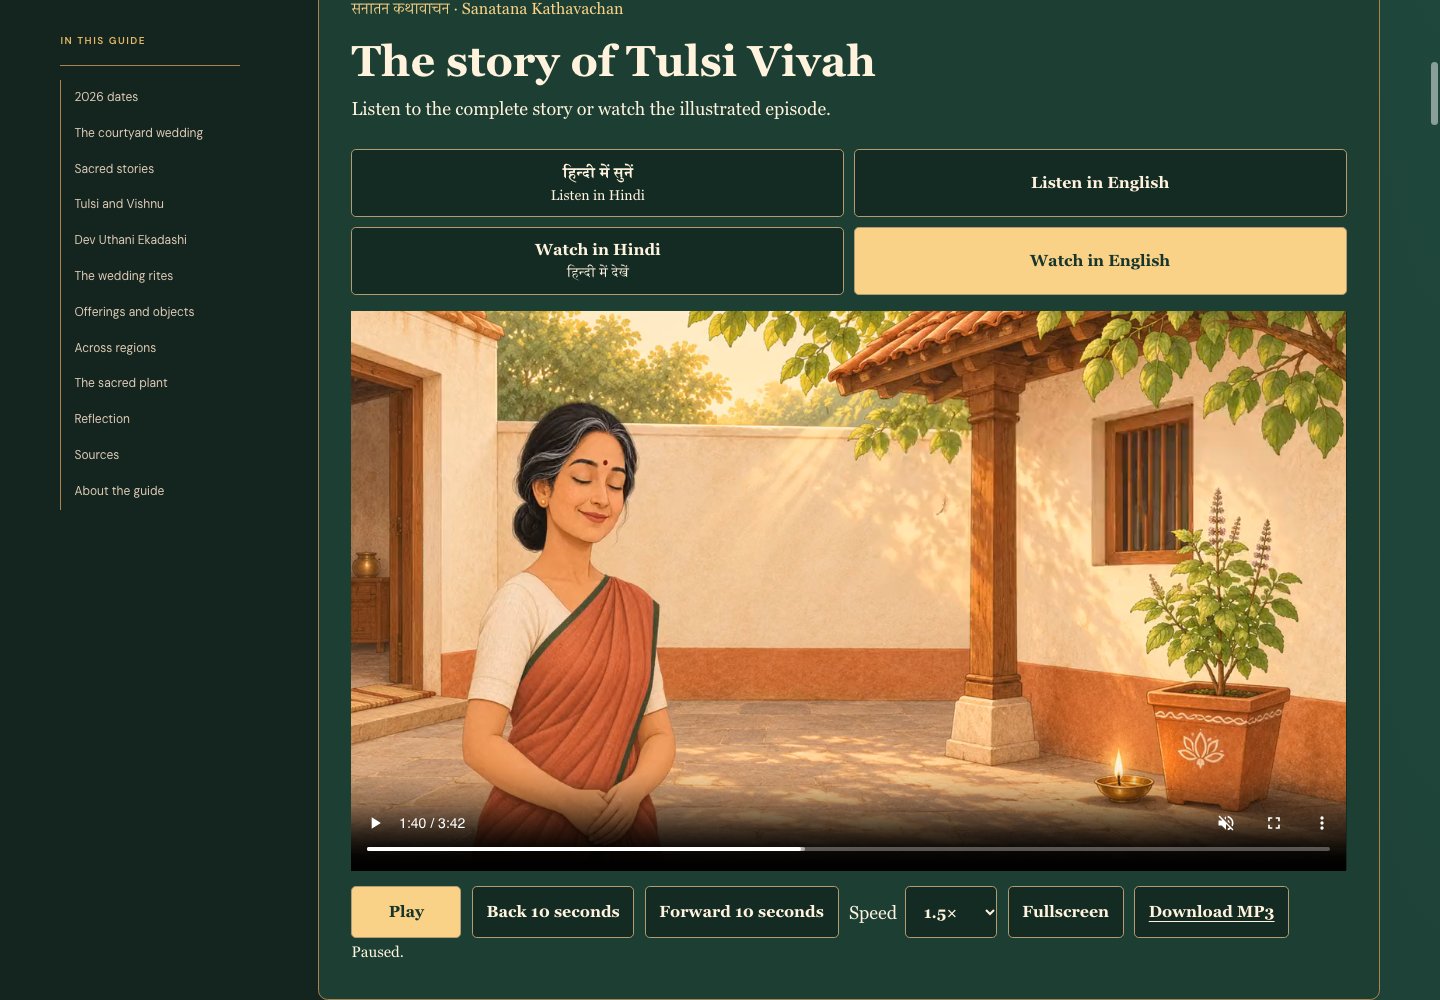 IN THIS GUIDE
2026 dates
The courtyard wedding
Sacred stories
Tulsi and Vishnu
Dev Uthani Ekadashi
The wedding rites
Offerings and objects
Across regions
The sacred plant
Reflection
Sources
About the guide
सनातन कथावाचन · Sanatana Kathavachan
The story of Tulsi Vivah
Listen to the complete story or watch the illustrated episode.
हिन्दी में सुनें
Listen in Hindi
Listen in English
Watch in Hindi
हिन्दी में देखें
Watch in English
1:40 / 3:42
Play
Back 10 seconds
Forward 10 seconds
Speed
1.5×
Fullscreen
Download MP3
Paused.